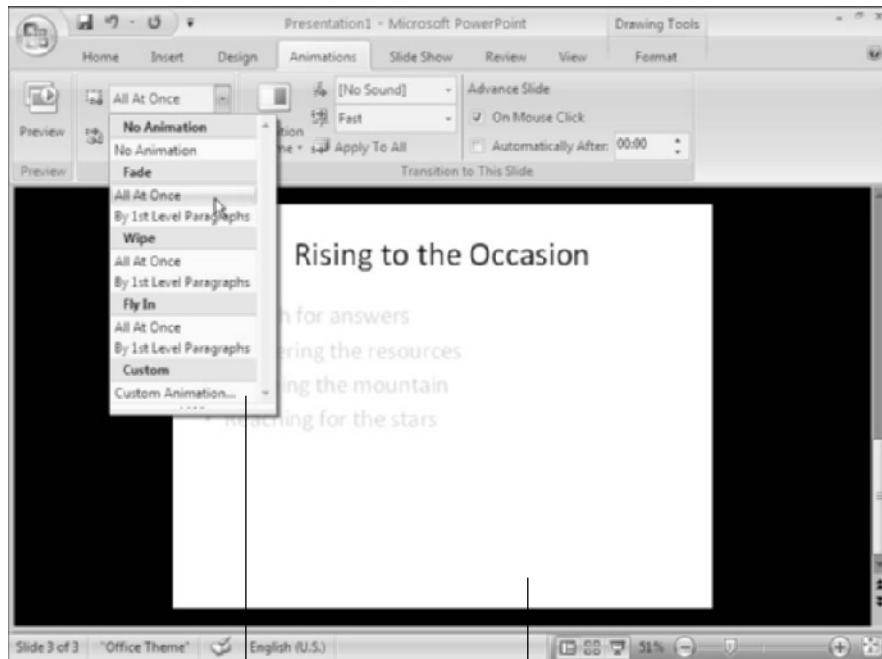 Presentation1 - Microsoft PowerPoint
Drawing Tools
Home Insert Design Animations Slide Show Review View Format
Preview
All At Once
[No Sound]
Fast
Apply To All
Advance Slide
On Mouse Click
Automatically After: 00:00
Preview
Transition to This Slide
No Animation
No Animation
Fade
All At Once
By 1st Level Paragraphs
Wipe
All At Once
By 1st Level Paragraphs
Fly In
All At Once
By 1st Level Paragraphs
Custom
Custom Animation...
Rising to the Occasion
for answers
the resources
the mountain
• Reaching for the stars
Slide 3 of 3 "Office Theme" English (U.S.) 51%